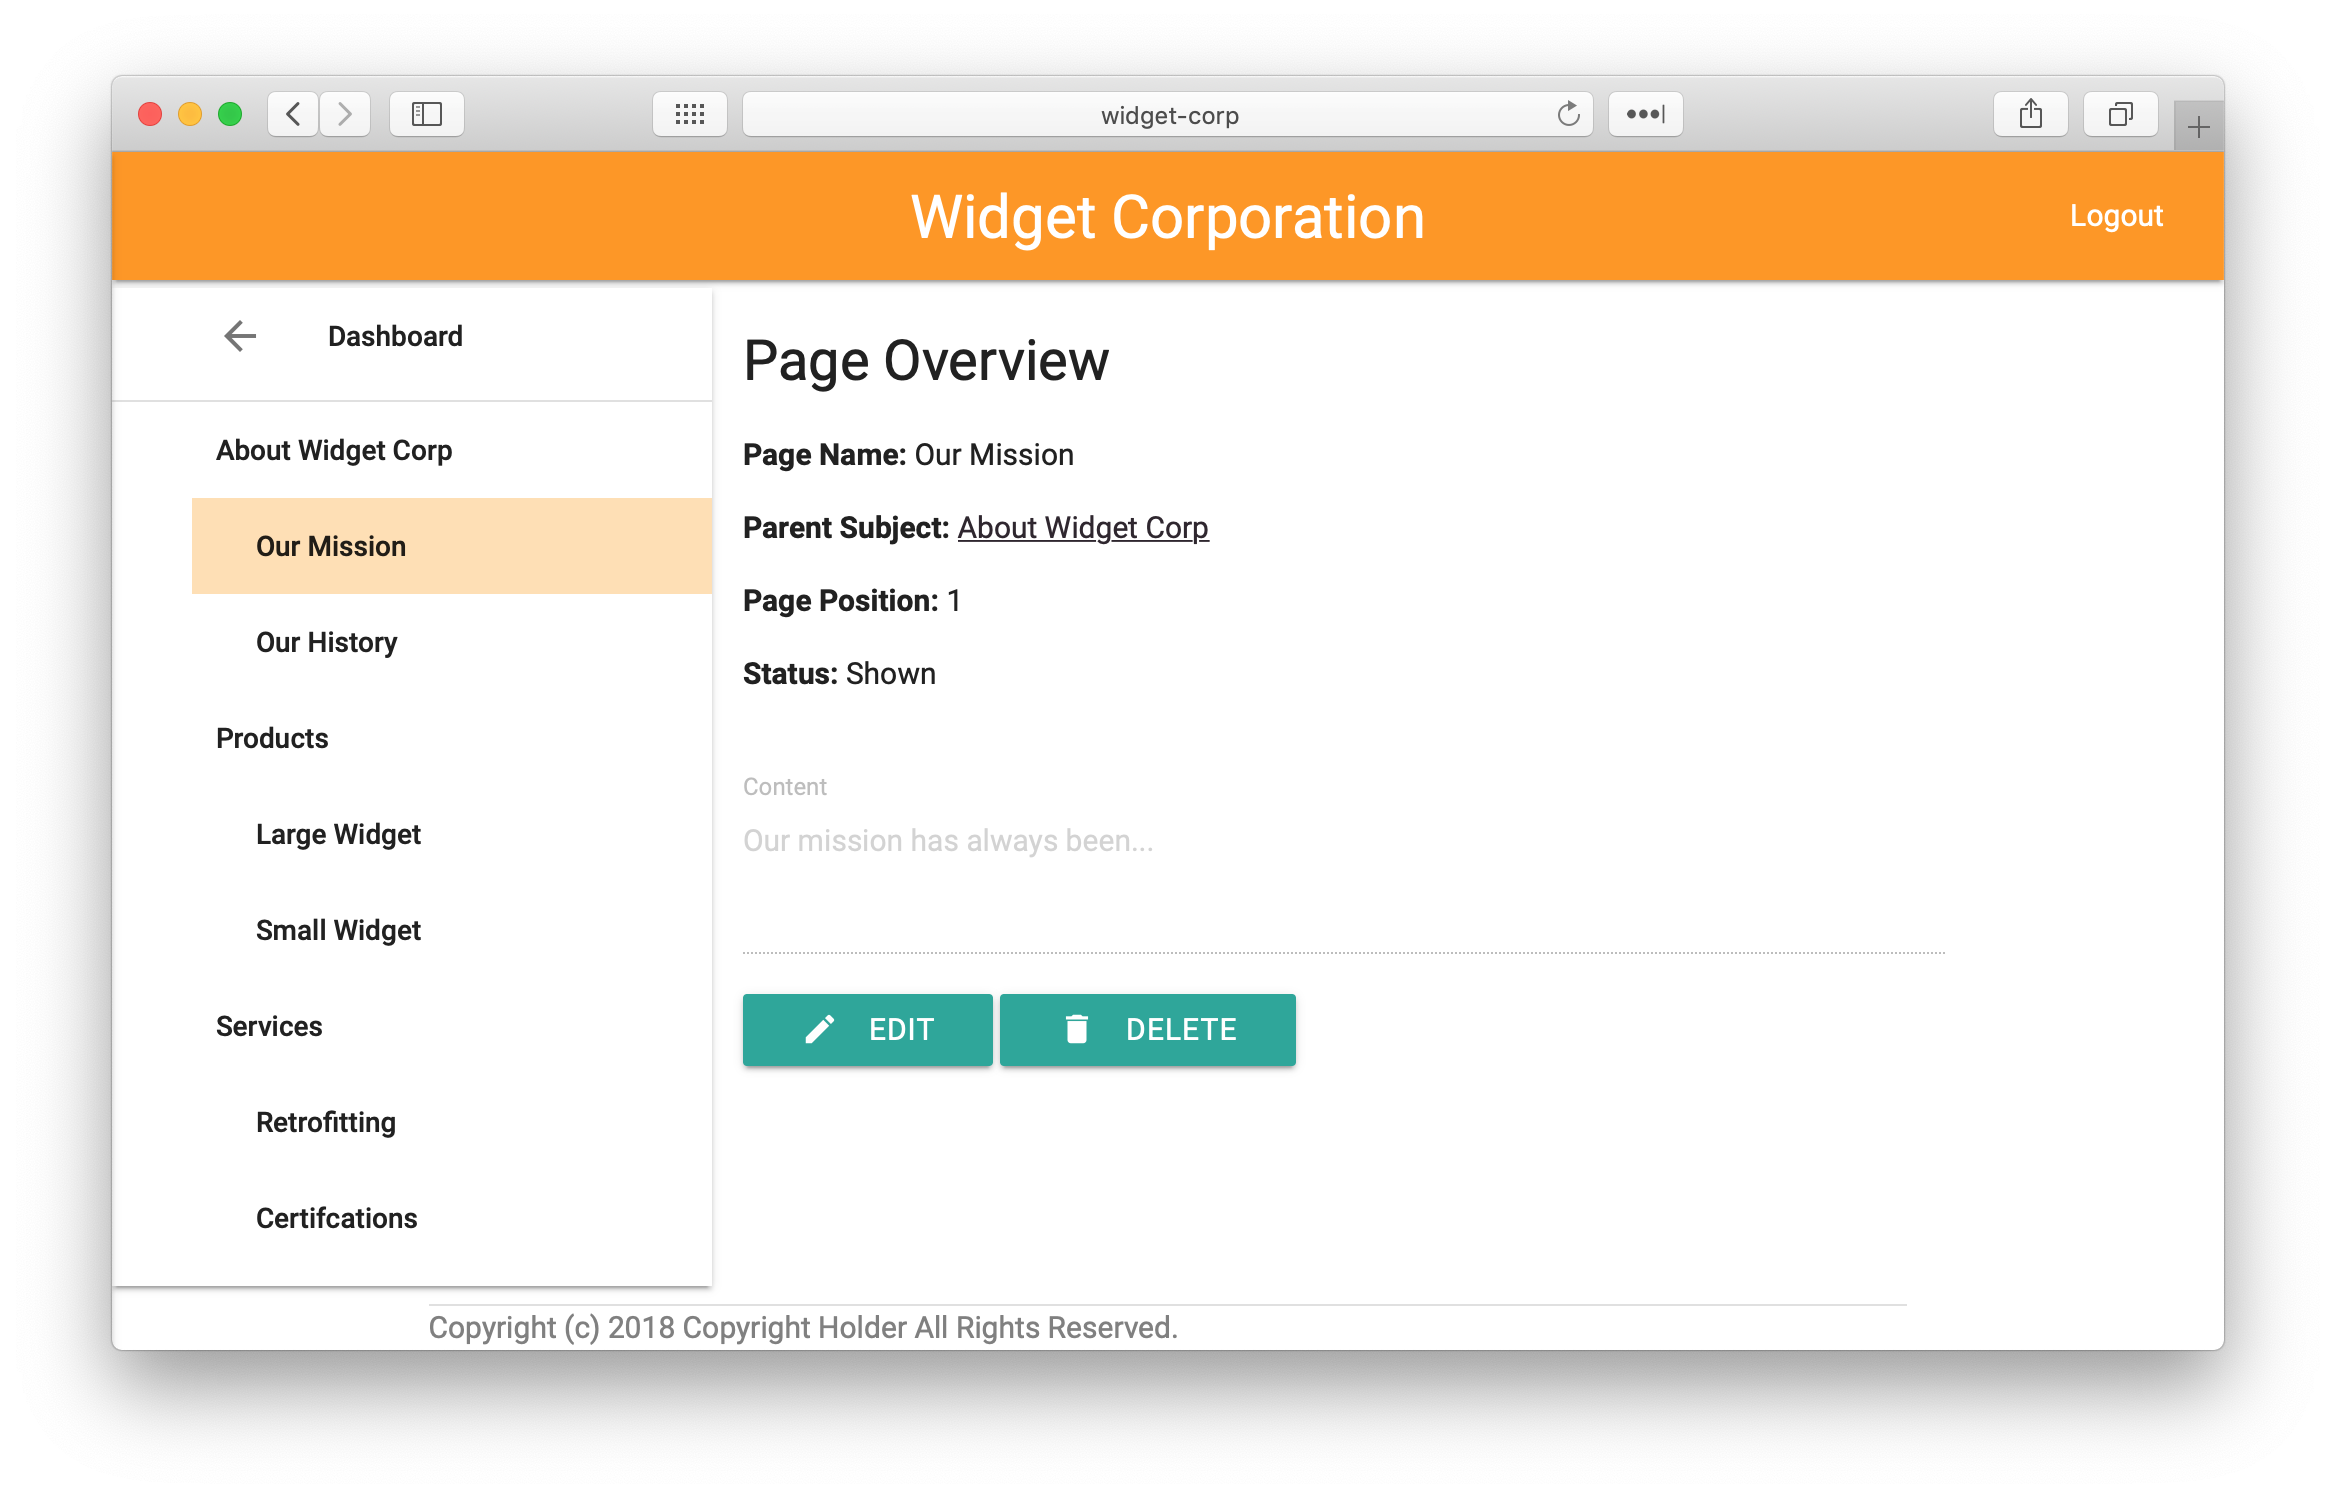 widget-corp
Widget Corporation
Logout
Dashboard
About Widget Corp
Our Mission
Our History
Products
Large Widget
Small Widget
Services
Retrofitting
Certifcations
Page Overview
Page Name: Our Mission
Parent Subject: About Widget Corp
Page Position: 1
Status: Shown
Content
Our mission has always been...
EDIT
DELETE
Copyright (c) 2018 Copyright Holder All Rights Reserved.